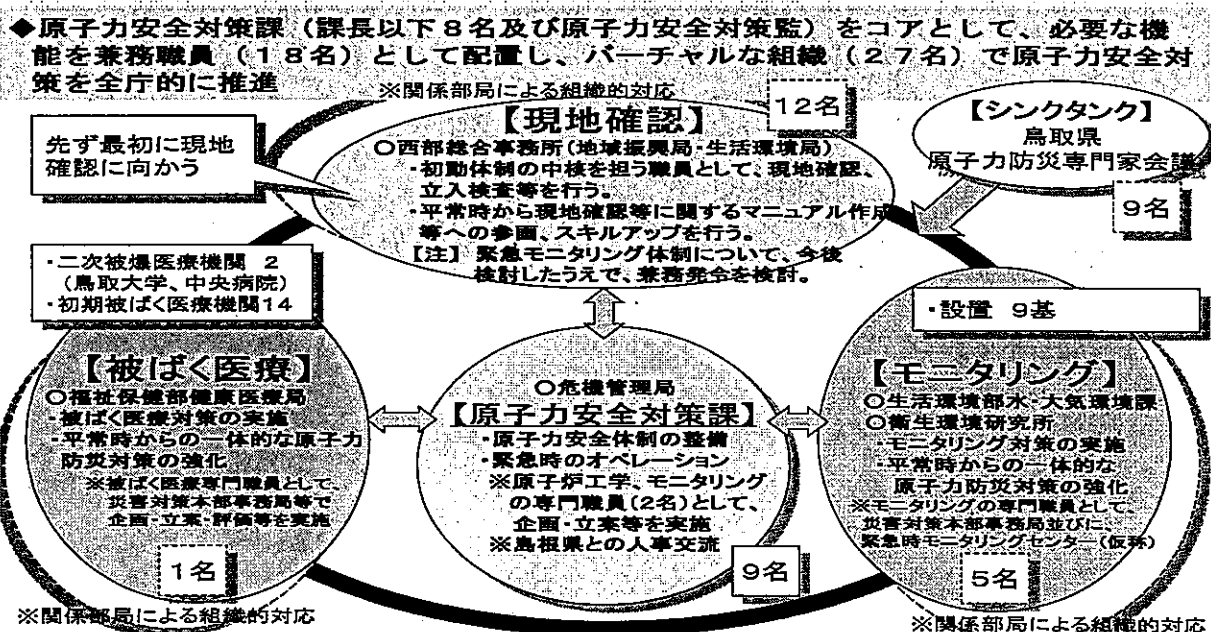 ◆原子力安全対策課(課長以下8名及び原子力安全対策監)をコアとして、必要な機
能を兼務職員(18名)として配置し、バーチャルな組織(27名)で原子力安全対
策を全庁的に推進
※関係部局による組織的対応
12名
【現地確認】
○西部総合事務所(地域振興局・生活環境局)
・初動体制の中核を担う職員として、現地確認、
立入検査等を行う。
・平常時から現地確認等に関するマニュアル作成
等への参画、スキルアップを行う。
【注】 緊急モニタリング体制について、今後
検討したうえで、兼務発令を検討。
先ず最初に現地
確認に向かう
【シンクタンク】
鳥取県
原子力防災専門家会議
9名
・二次被爆医療機関 2
(鳥取大学、中央病院)
・初期被ばく医療機関14
【被ばく医療】
○福祉保健部健康医療局
・被ばく医療対策の実施
・平常時からの一体的な原子力
防災対策の強化
※被ばく医療専門職員として、
災害対策本部事務局等で
企画・立案・評価等を実施
1名
※関係部局による組織的対応
○危機管理局
【原子力安全対策課】
・原子力安全体制の整備
・緊急時のオペレーション
※原子炉工学、モニタリング
の専門職員(2名)として、
企画・立案等を実施
※島根県との人事交流
9名
・設置 9基
【モニタリング】
○生活環境部水・大気環境課
○衛生環境研究所
・モニタリング対策の実施
・平常時からの一体的な
原子力防災対策の強化
※モニタリングの専門職員として、
災害対策本部事務局並びに、
緊急時モニタリングセンター(仮称)
5名
※関係部局による組織的対応